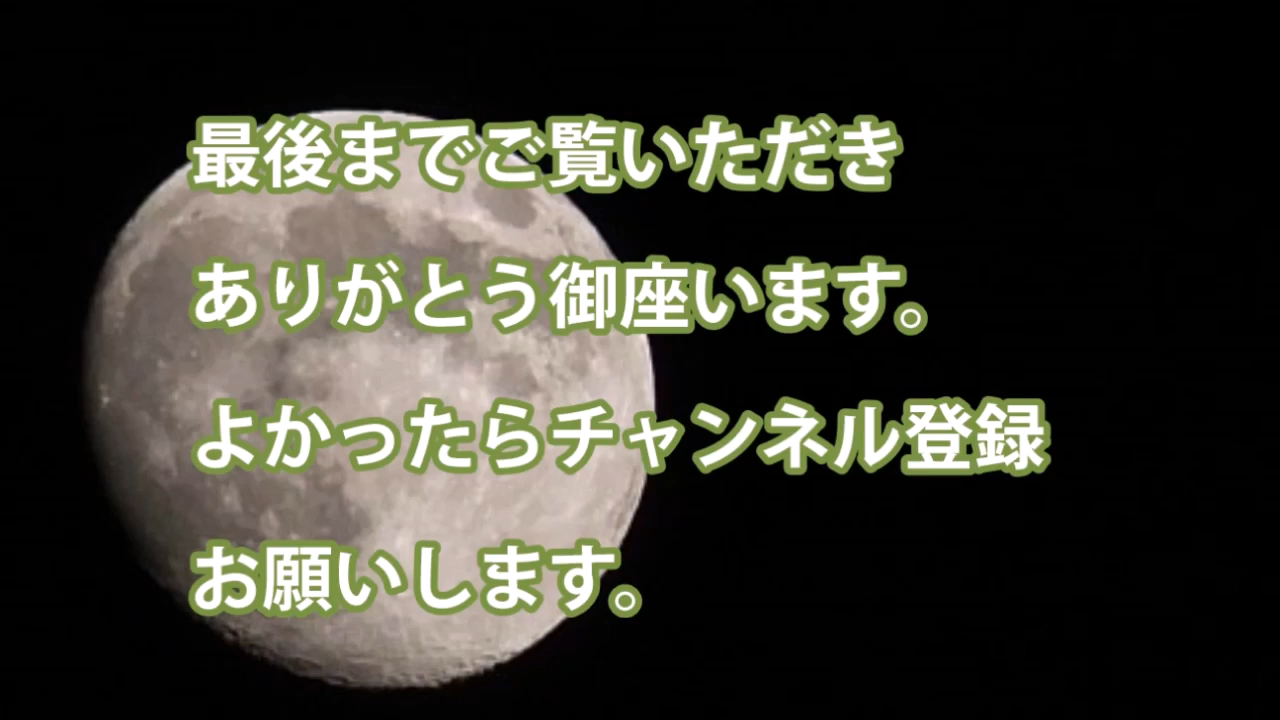 最後までご覧いただき
ありがとう御座います。
よかったらチャンネル登録
お願いします。